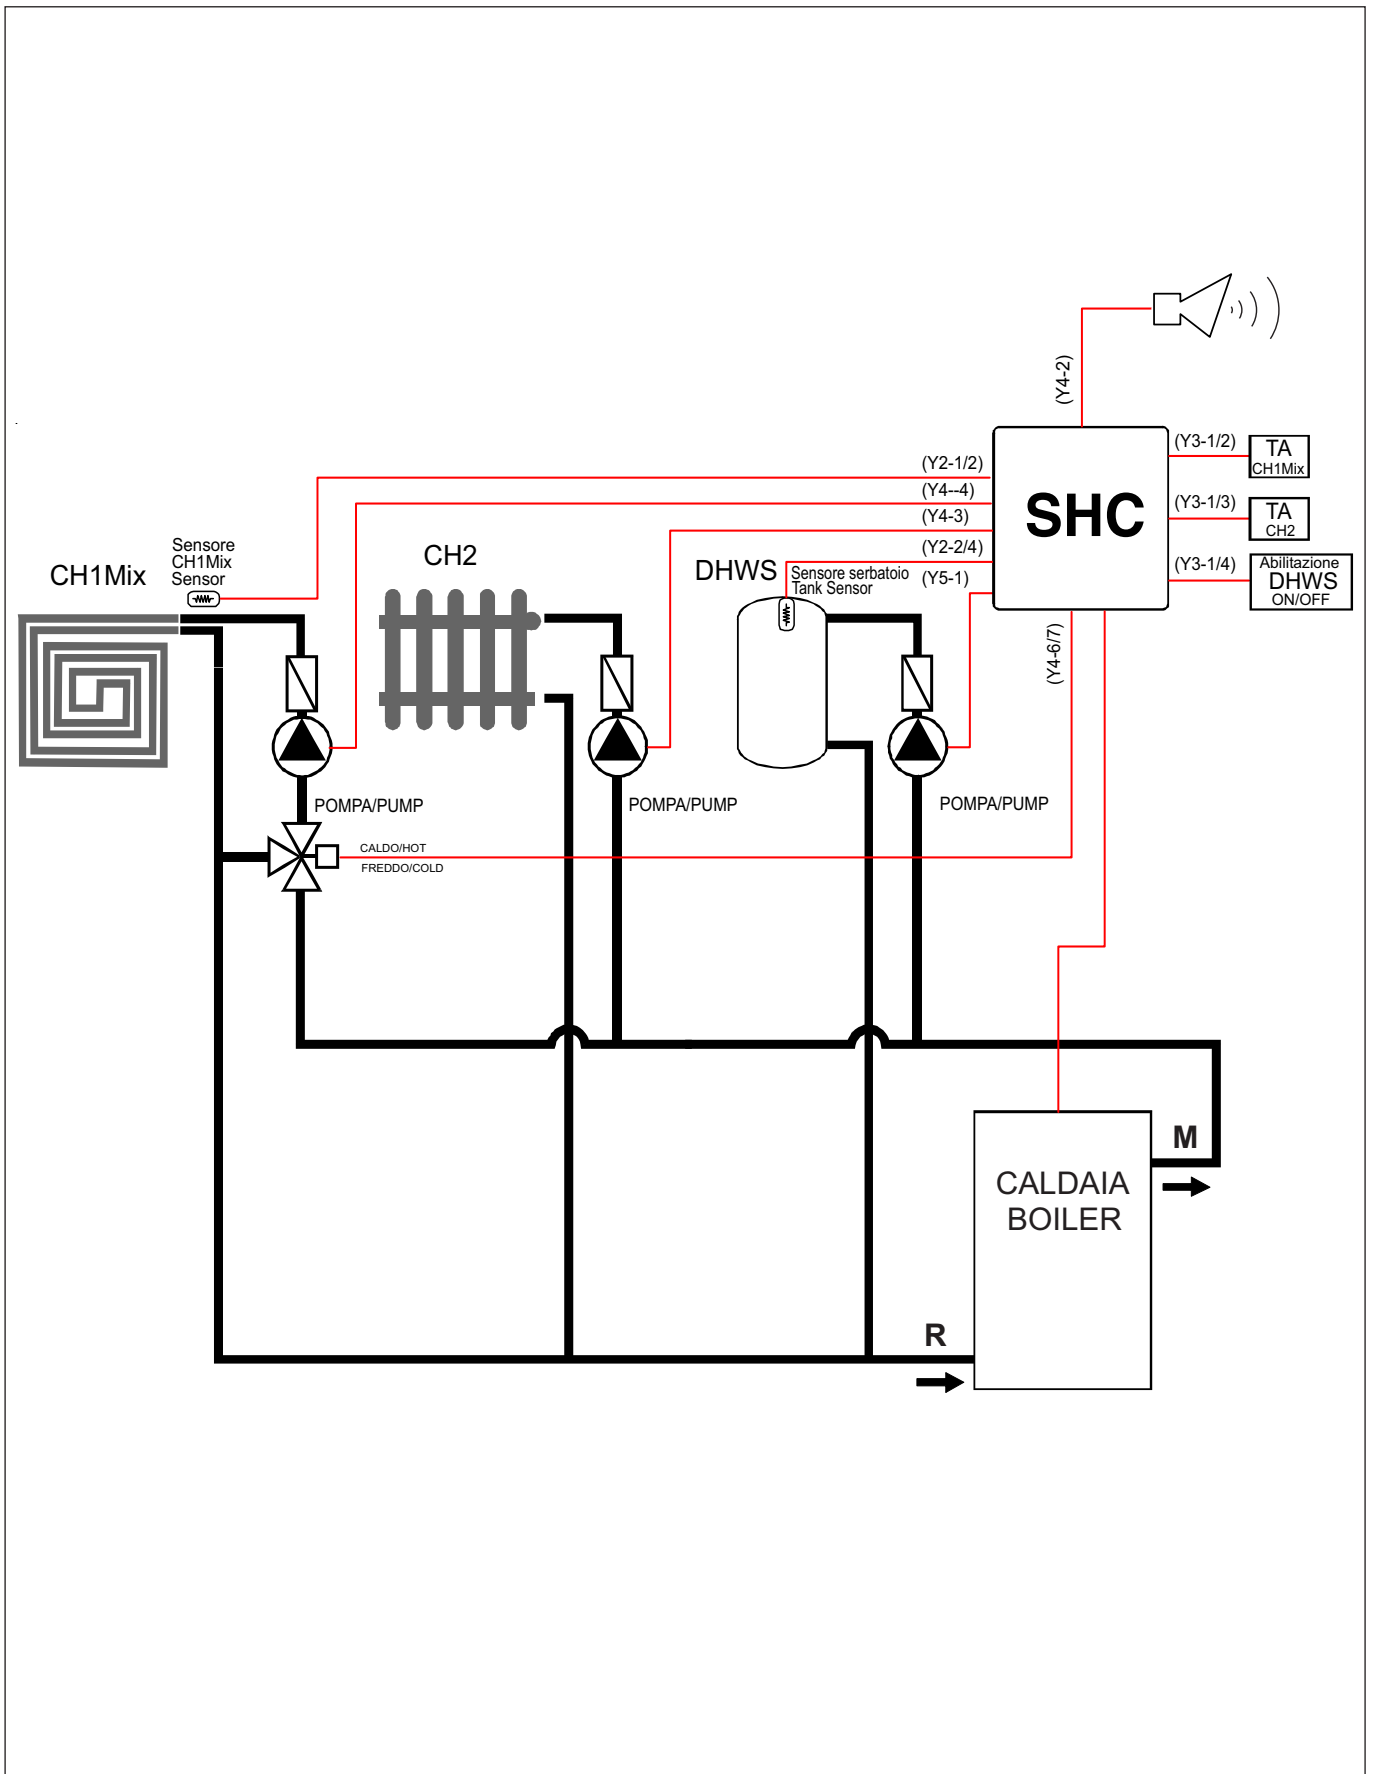 (Y4-2)
(Y2-1/2)
(Y4--4)
(Y4-3)
(Y2-2/4)
(Y5-1)
SHC
(Y3-1/2)
TA
CH1Mix
(Y3-1/3)
TA
CH2
(Y3-1/4)
Abilitazione
DHWS
ON/OFF
(Y4-6/7)
CH1Mix
Sensore
CH1Mix
Sensor
CH2
DHWS
Sensore serbatoio
Tank Sensor
POMPA/PUMP
POMPA/PUMP
POMPA/PUMP
CALDO/HOT
FREDDO/COLD
M
CALDAIA
BOILER
R